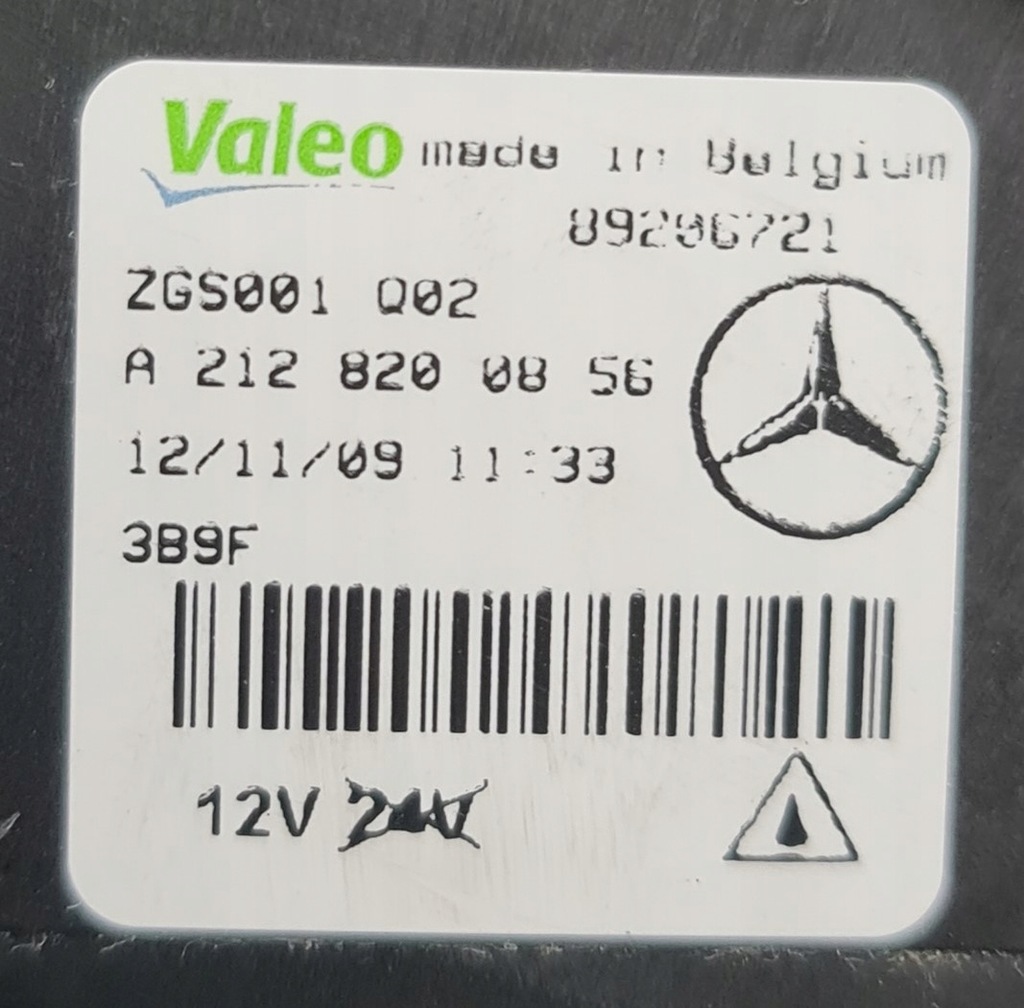 Valeo made in Belgium
89206721
ZGS001 Q02
A 212 820 08 56
12/11/09 11:33
3B9F
12V 24V